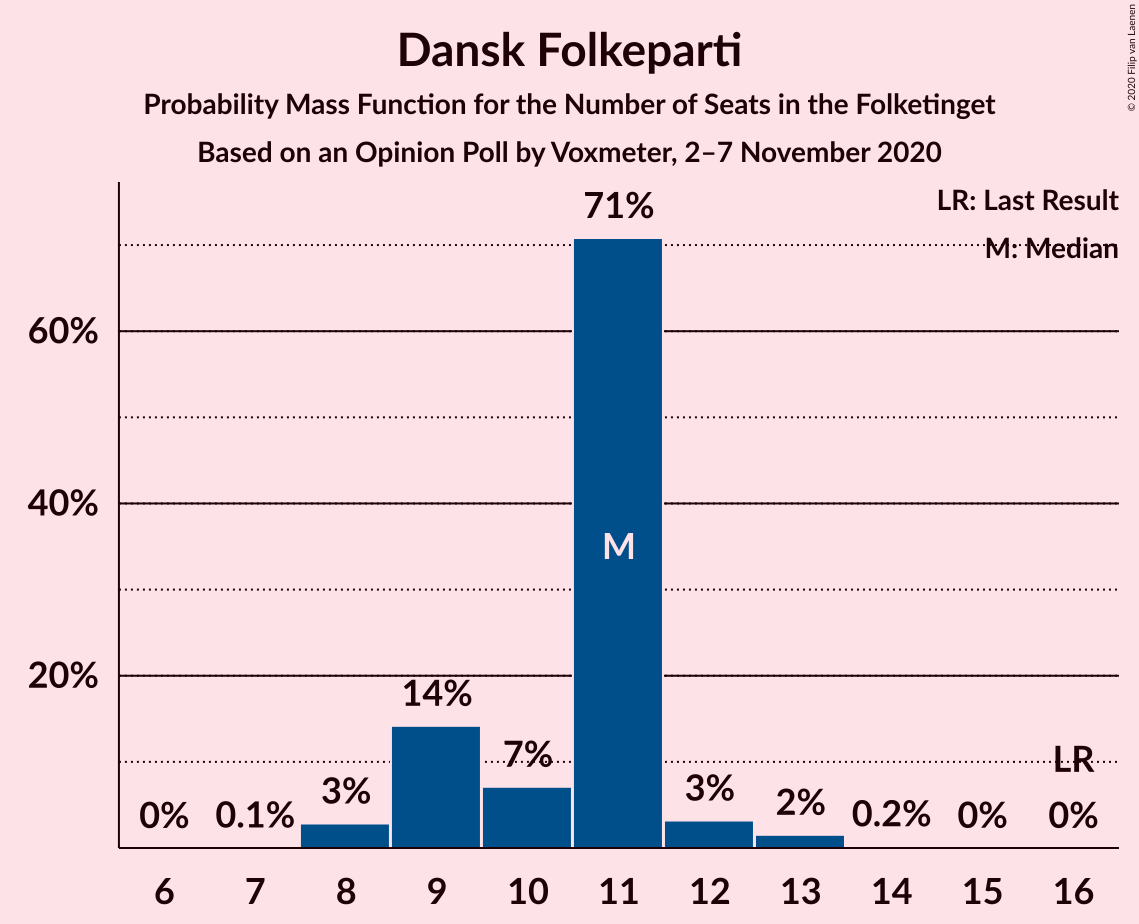 Dansk Folkeparti
Probability Mass Function for the Number of Seats in the Folketinget
Based on an Opinion Poll by Voxmeter, 2–7 November 2020
© 2020 Filip van Laenen
LR: Last Result
M: Median
71%
60%
40%
M
20%
14%
7%
LR
0%
0.1%
3%
3%
2%
0.2%
0%
0%
6 7 8 9 10 11 12 13 14 15 16